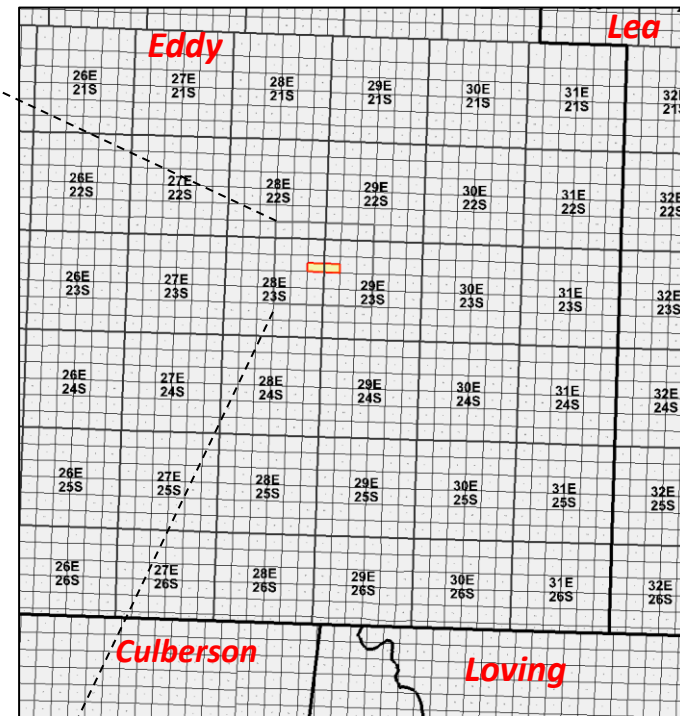 Eddy
Lea
26E 27E 28E 29E 30E 31E 32E
21S 21S 21S 21S 21S 21S 21S
26E 27E 28E 29E 30E 31E 32E
22S 22S 22S 22S 22S 22S 22S
26E 27E 28E 29E 30E 31E 32E
23S 23S 23S 23S 23S 23S 23S
26E 27E 28E 29E 30E 31E 32E
24S 24S 24S 24S 24S 24S 24S
26E 27E 28E 29E 30E 31E 32E
25S 25S 25S 25S 25S 25S 25S
26E 27E 28E 29E 30E 31E 32E
26S 26S 26S 26S 26S 26S 26S
Culberson
Loving